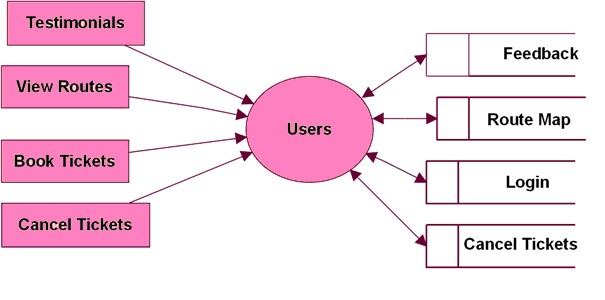 Testimonials
View Routes
Book Tickets
Cancel Tickets
Users
Feedback
Route Map
Login
Cancel Tickets